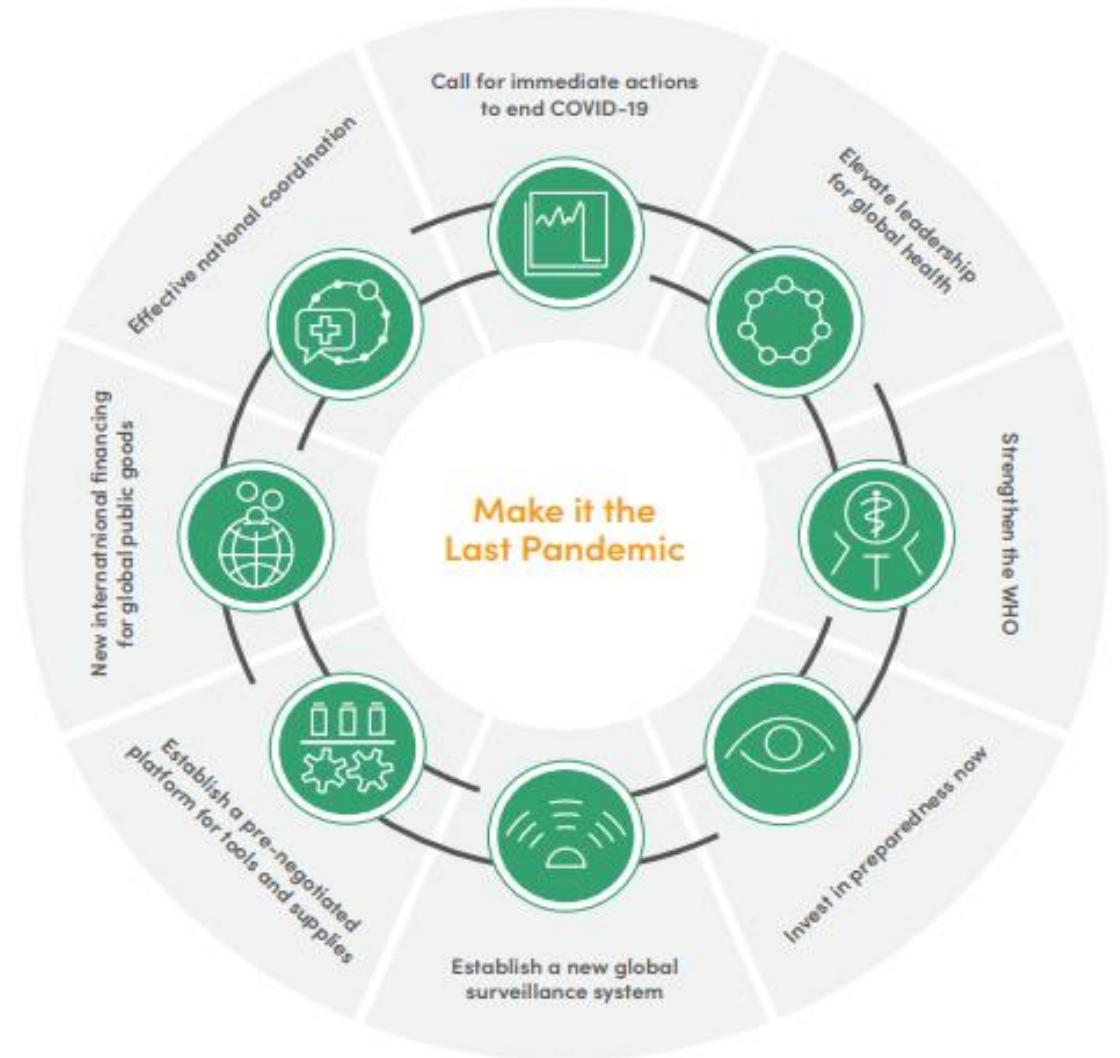 Call for immediate actions
to end COVID-19
Elevate leadership
for global health
Strengthen the WHO
Invest in preparedness now
Establish a new global
surveillance system
Establish a pre-negotiated
platform for tools and supplies
New internatnional financing
for global public goods
Effective national coordination
Make it the
Last Pandemic